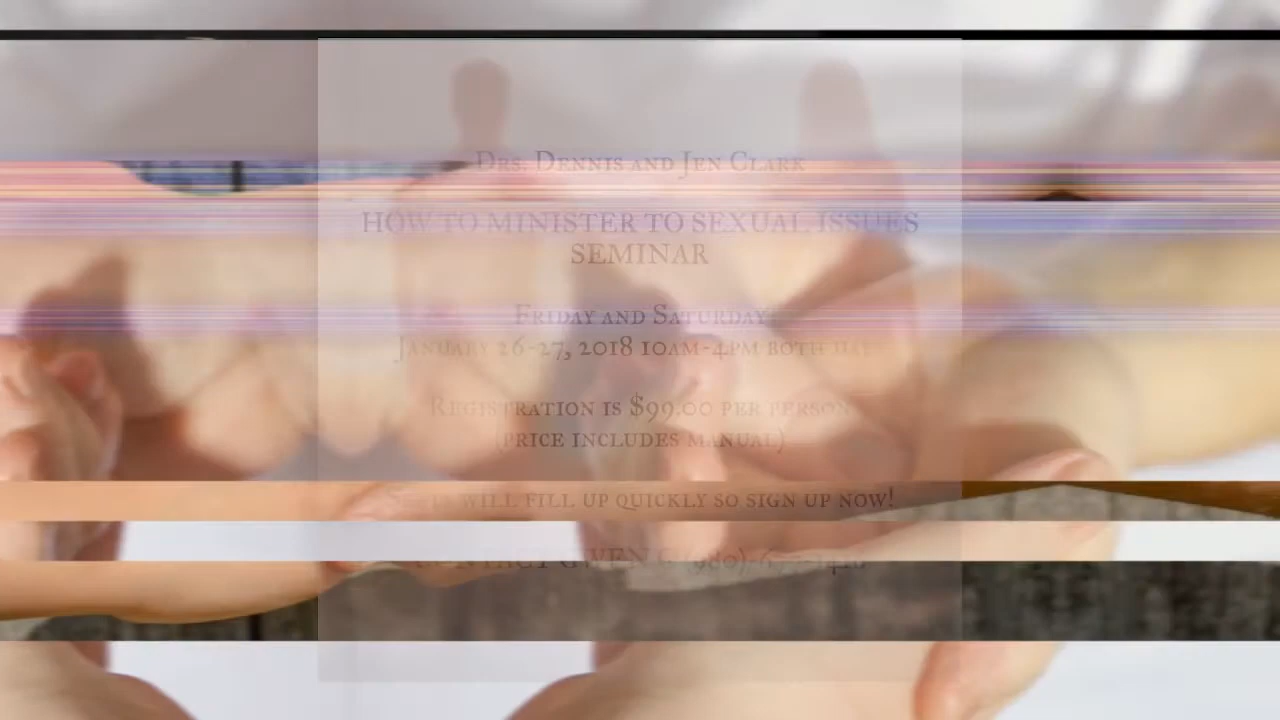 Drs. Dennis and Jen Clark
HOW TO MINISTER TO SEXUAL ISSUES
SEMINAR
Friday and Saturday
January 26-27, 2018 10am-4pm both
Registration is $99.00 per person
(price includes manual)
will fill up quickly so sign up now!
Contact Gwen